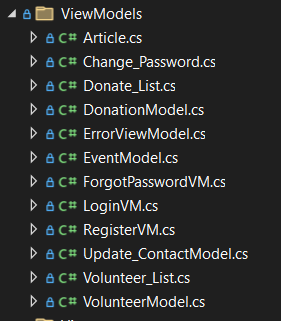 ViewModels
C# Article.cs
C# Change_Password.cs
C# Donate_List.cs
C# DonationModel.cs
C# ErrorViewModel.cs
C# EventModel.cs
C# ForgotPasswordVM.cs
C# LoginVM.cs
C# RegisterVM.cs
C# Update_ContactModel.cs
C# Volunteer_List.cs
C# VolunteerModel.cs